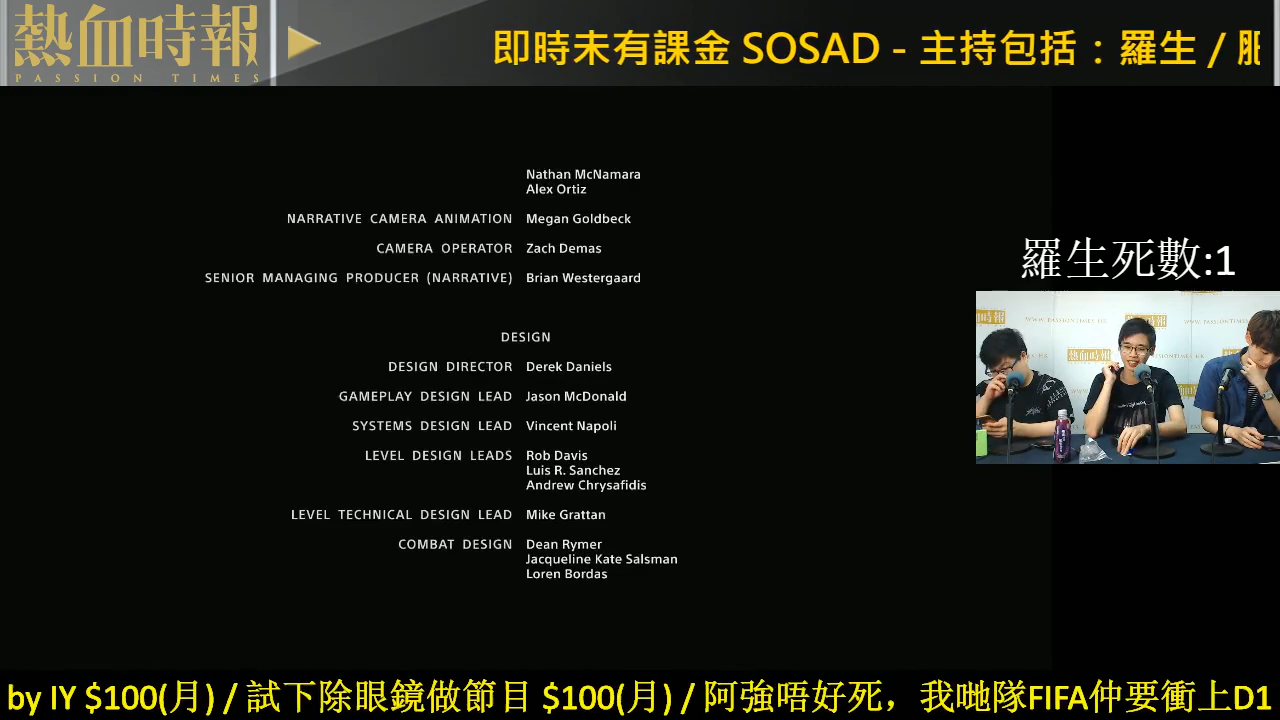 熱血時報
PASSION TIMES
即時未有課金 SOSAD - 主持包括：羅生 /
Nathan McNamara
Alex Ortiz
NARRATIVE CAMERA ANIMATION Megan Goldbeck
CAMERA OPERATOR Zach Demas
SENIOR MANAGING PRODUCER (NARRATIVE) Brian Westergaard
羅生死數:1
DESIGN
DESIGN DIRECTOR Derek Daniels
GAMEPLAY DESIGN LEAD Jason McDonald
SYSTEMS DESIGN LEAD Vincent Napoli
LEVEL DESIGN LEADS Rob Davis
Luis R. Sanchez
Andrew Chrysafidis
LEVEL TECHNICAL DESIGN LEAD Mike Grattan
COMBAT DESIGN Dean Rymer
Jacqueline Kate Salsman
Loren Bordas
熱血時報
by IY $100(月) / 試下除眼鏡做節目 $100(月) / 阿強唔好死，我哋隊FIFA仲要衝上D1